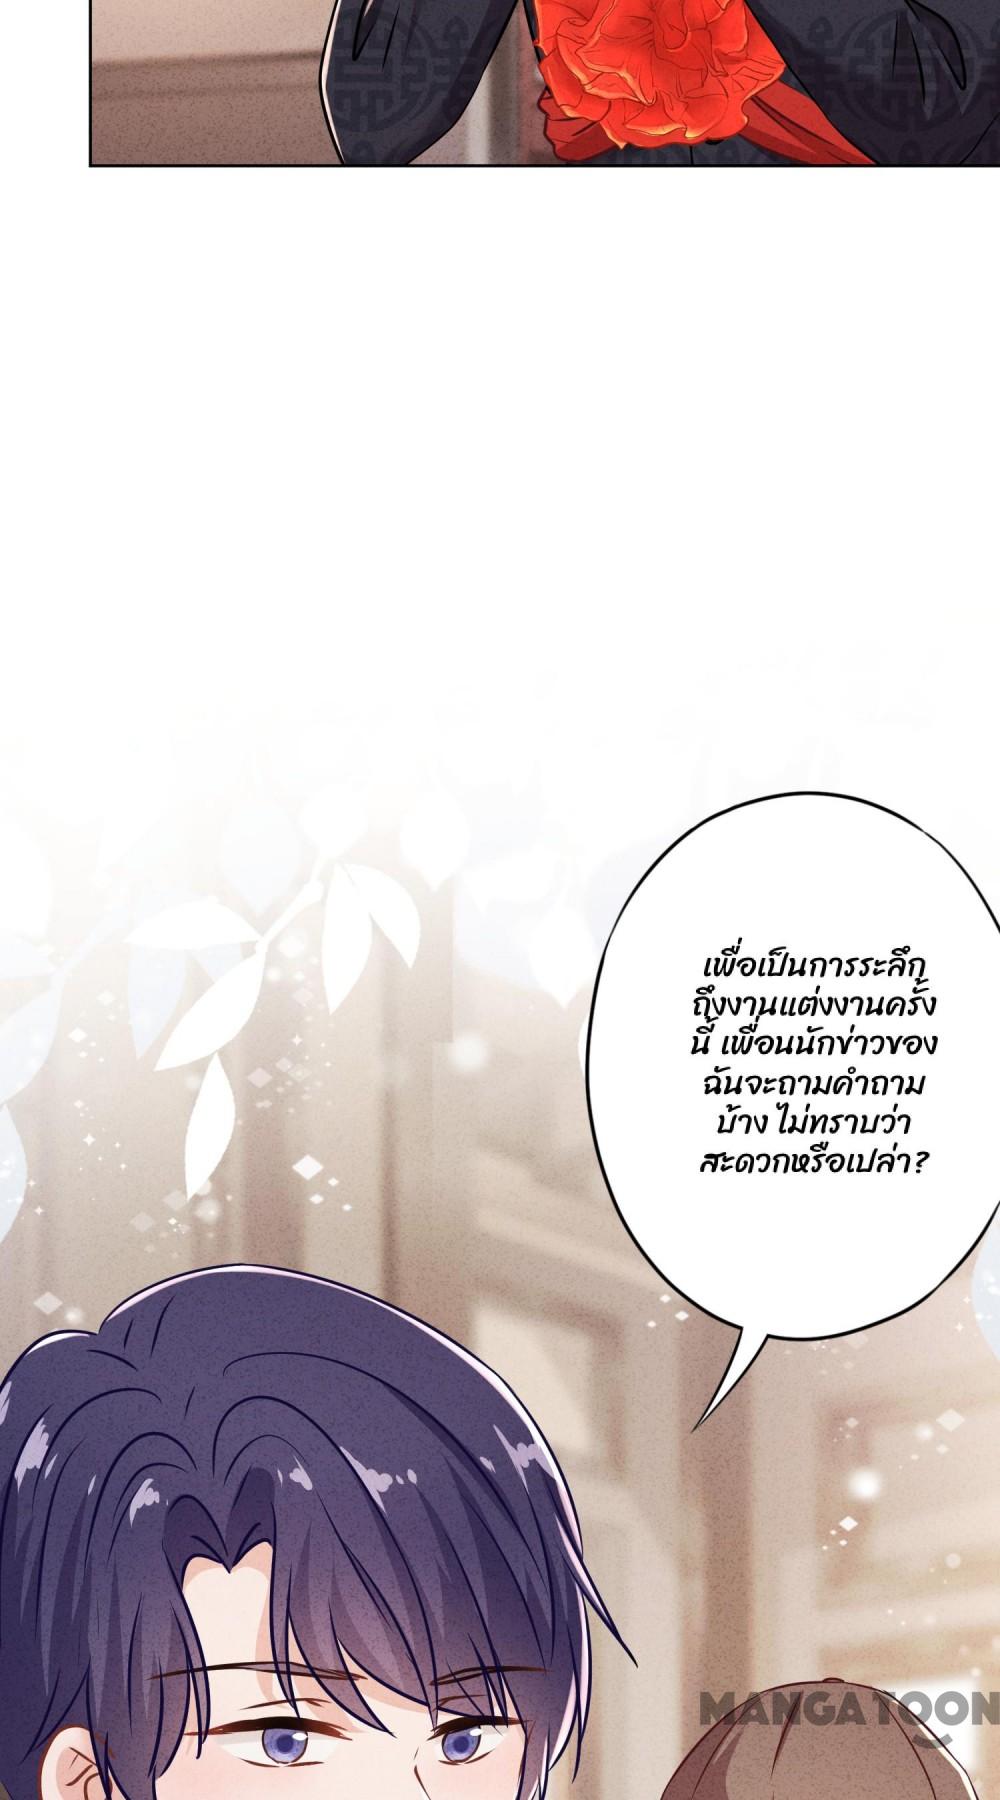 เพื่อเป็นการระลึก
ถึงงานแต่งงานครั้ง
นี้ เพื่อนนักข่าวของ
ฉันจะถามคำถาม
บ้าง ไม่ทราบว่า
สะดวกหรือเปล่า?
MANGATOON